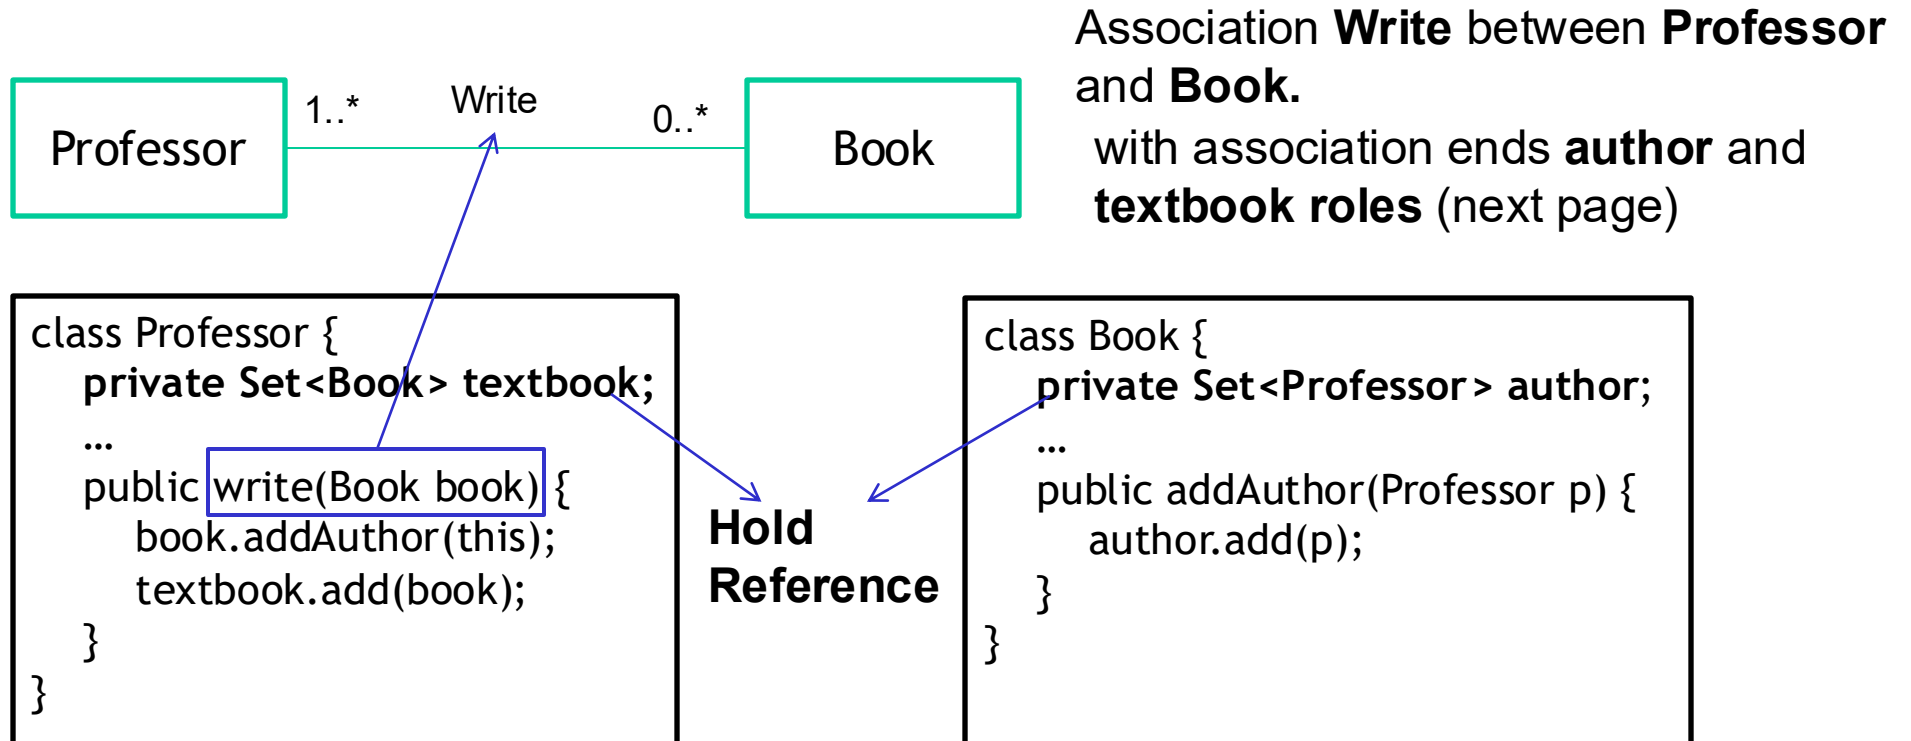 Association Write between Professor
and Book.
with association ends author and
textbook roles (next page)
Professor
1..*
Write
0..*
Book
class Professor {
private Set<Book> textbook;
…
public write(Book book) {
book.addAuthor(this);
textbook.add(book);
}
}
Hold
Reference
class Book {
private Set<Professor> author;
…
public addAuthor(Professor p) {
author.add(p);
}
}